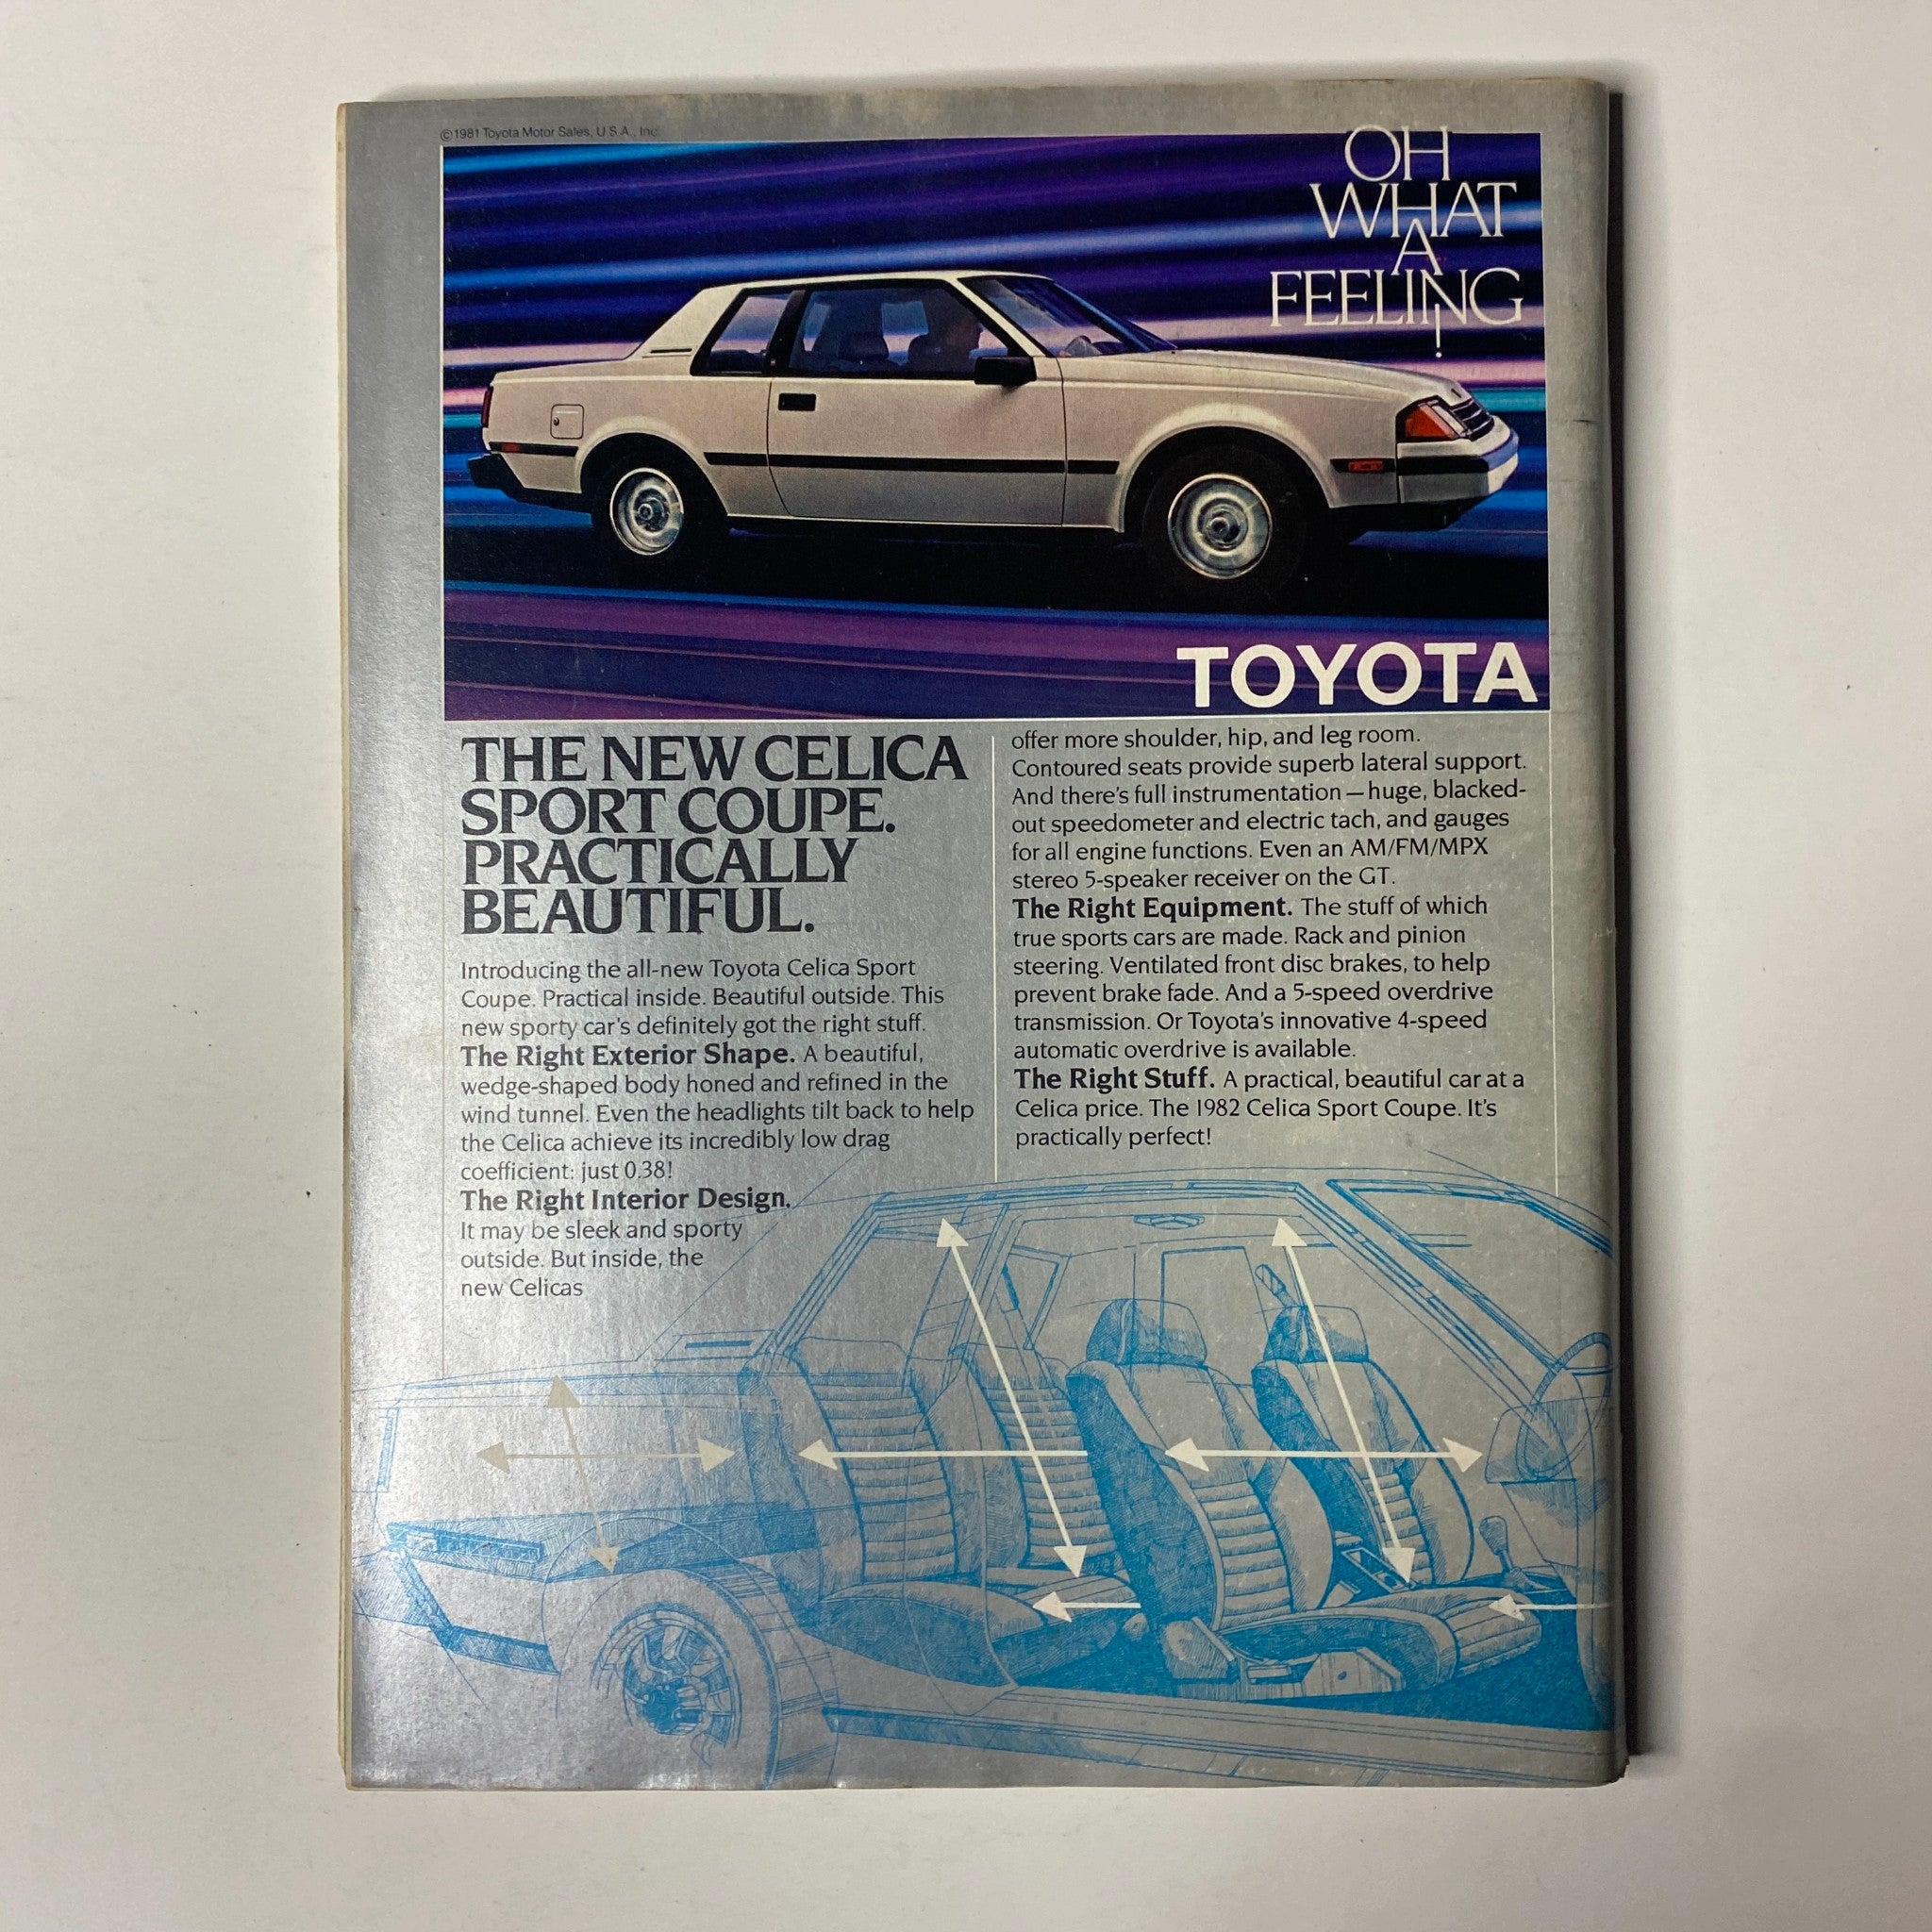 ©1981 Toyota Motor Sales, U.S.A., Inc.
OH
WHAT
A
FEELING
!
TOYOTA
THE NEW CELICA
SPORT COUPE.
PRACTICALLY
BEAUTIFUL.
Introducing the all-new Toyota Celica Sport
Coupe. Practical inside. Beautiful outside. This
new sporty car's definitely got the right stuff.
The Right Exterior Shape. A beautiful,
wedge-shaped body honed and refined in the
wind tunnel. Even the headlights tilt back to help
the Celica achieve its incredibly low drag
coefficient: just 0.38!
The Right Interior Design.
It may be sleek and sporty
outside. But inside, the
new Celicas
offer more shoulder, hip, and leg room.
Contoured seats provide superb lateral support.
And there's full instrumentation—huge, blacked-
out speedometer and electric tach, and gauges
for all engine functions. Even an AM/FM/MPX
stereo 5-speaker receiver on the GT.
The Right Equipment. The stuff of which
true sports cars are made. Rack and pinion
steering. Ventilated front disc brakes, to help
prevent brake fade. And a 5-speed overdrive
transmission. Or Toyota's innovative 4-speed
automatic overdrive is available.
The Right Stuff. A practical, beautiful car at a
Celica price. The 1982 Celica Sport Coupe. It's
practically perfect!